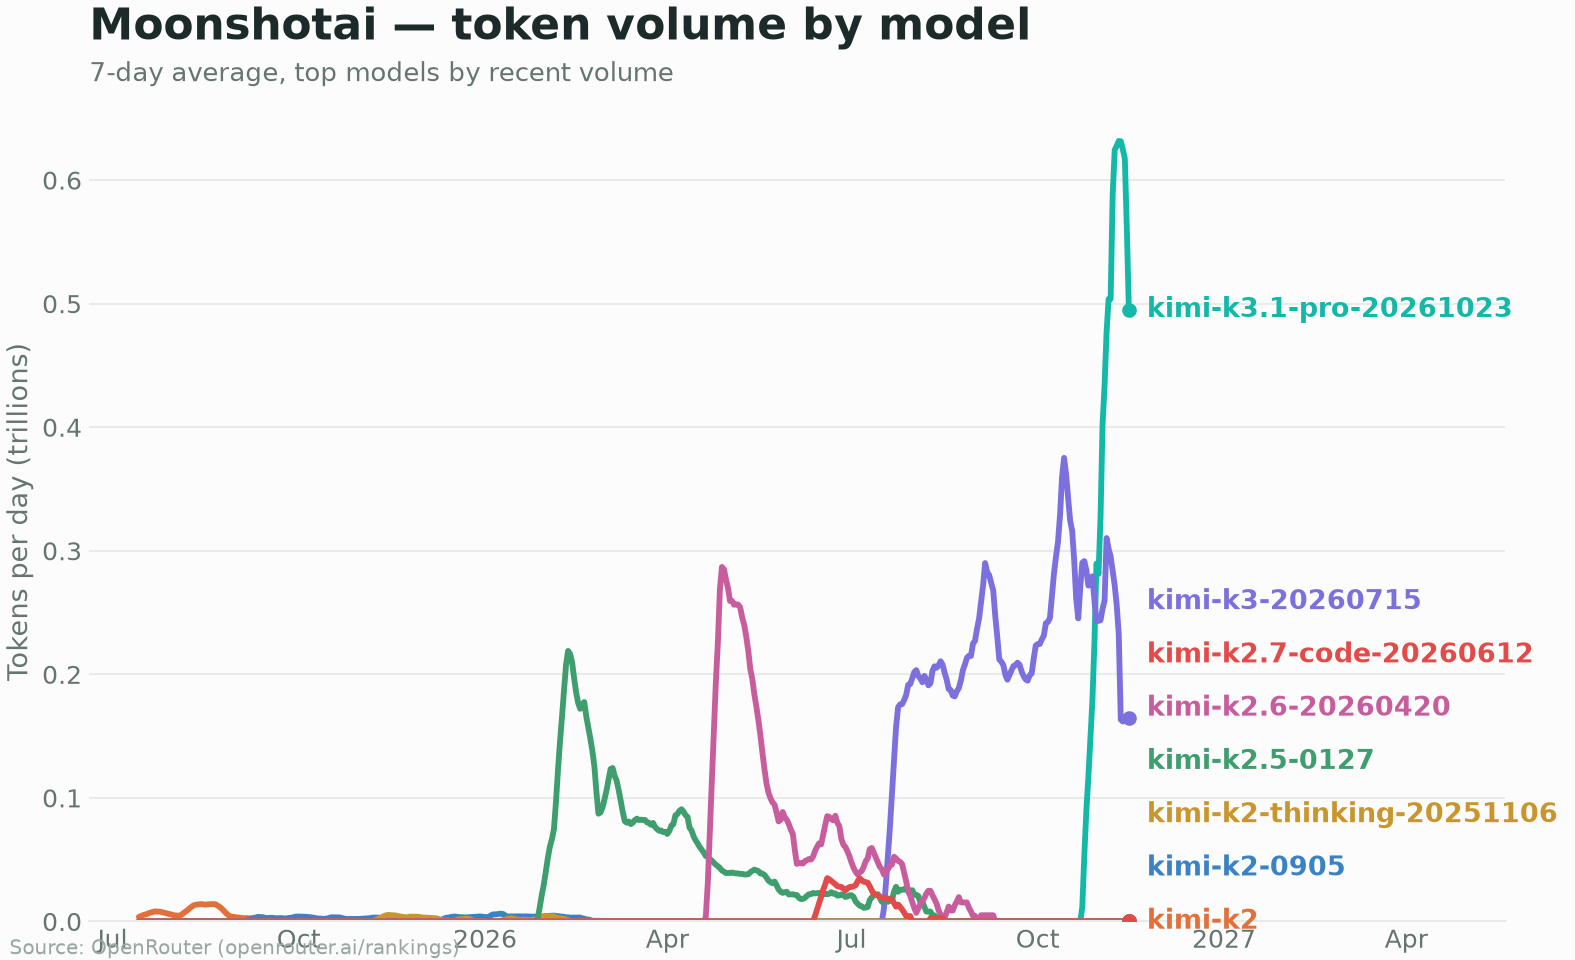 Moonshotai — token volume by model
7-day average, top models by recent volume
Tokens per day (trillions)
0.6
0.5
0.4
0.3
0.2
0.1
0.0
kimi-k3.1-pro-20261023
kimi-k3-20260715
kimi-k2.7-code-20260612
kimi-k2.6-20260420
kimi-k2.5-0127
kimi-k2-thinking-20251106
kimi-k2-0905
kimi-k2
Jul Oct 2026 Apr Jul Oct 2027 Apr
Source: OpenRouter (openrouter.ai/rankings)